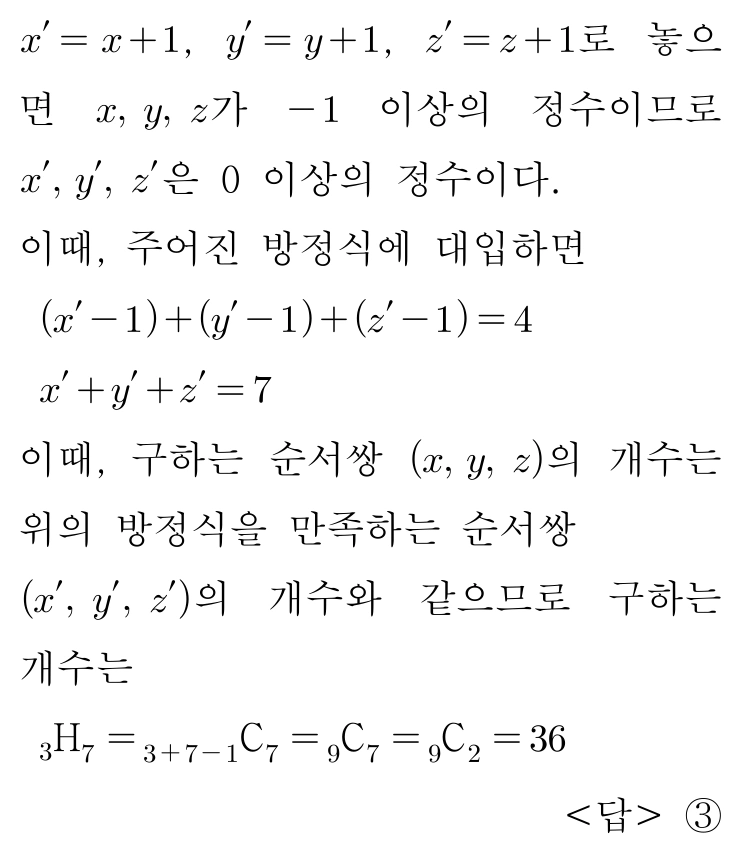 x′ = x+1, y′ = y+1, z′ = z+1로 놓으
면 x, y, z가 −1 이상의 정수이므로
x′, y′, z′은 0 이상의 정수이다.
이때, 주어진 방정식에 대입하면
(x′−1)+(y′−1)+(z′−1)=4
x′+y′+z′=7
이때, 구하는 순서쌍 (x, y, z)의 개수는
위의 방정식을 만족하는 순서쌍
(x′, y′, z′)의 개수와 같으므로 구하는
개수는
₃H₇ = ₃₊₇₋₁C₇ = ₉C₇ = ₉C₂ = 36
<답> ③